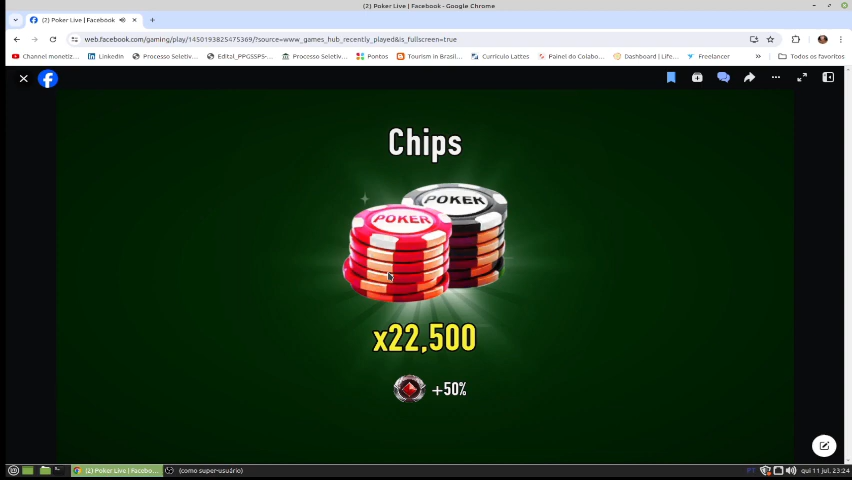 (2) Poker Live | Facebook - Google Chrome
(2) Poker Live | Facebook
web.facebook.com/gaming/play/1450193825475369/?source=www_games_hub_recently_played&is_fullscreen=true
Channel monetiz... LinkedIn Processo Seletiv... Edital_PPGSSPS-... Processo Seletiv... Pontos Tourism in Brasil... Currículo Lattes Painel do Colabo... Dashboard | Life... Freelancer » Todos os favoritos
Chips
POKER
POKER
x22,500
+50%
(2) Poker Live | Facebo... (como super-usuário) qui 11 jul, 23:24